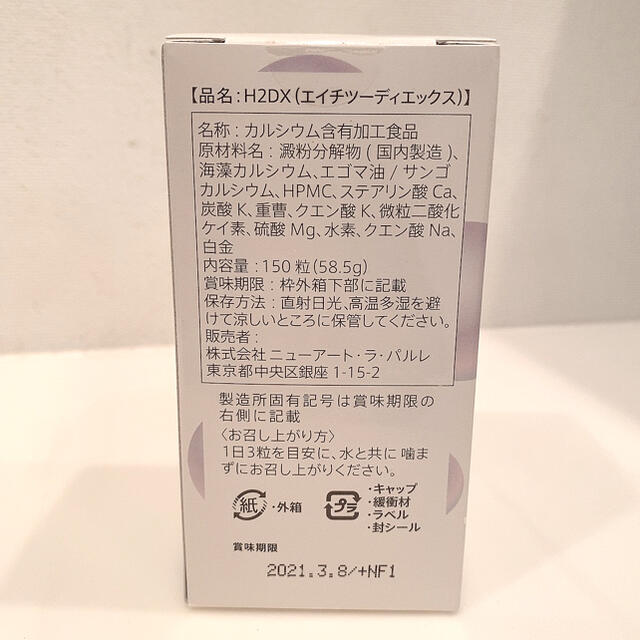 【品名：H2DX（エイチツーディエックス）】
名称：カルシウム含有加工食品
原材料名：澱粉分解物（国内製造）、
海藻カルシウム、エゴマ油 / サンゴ
カルシウム、HPMC、ステアリン酸 Ca、
炭酸 K、重曹、クエン酸 K、微粒二酸化
ケイ素、硫酸 Mg、水素、クエン酸 Na、
白金
内容量：150 粒（58.5g）
賞味期限：枠外箱下部に記載
保存方法：直射日光、高温多湿を避
けて涼しいところに保管してください。
販売者：
株式会社 ニューアート・ラ・パルレ
東京都中央区銀座 1-15-2
製造所固有記号は賞味期限の
右側に記載
〈お召し上がり方〉
1日3粒を目安に、水と共に 噛ま
ずにお召し上がりください。
紙 ・外箱
プラ
・キャップ
・緩衝材
・ラベル
・封シール
賞味期限
2021.3.8/+NF1